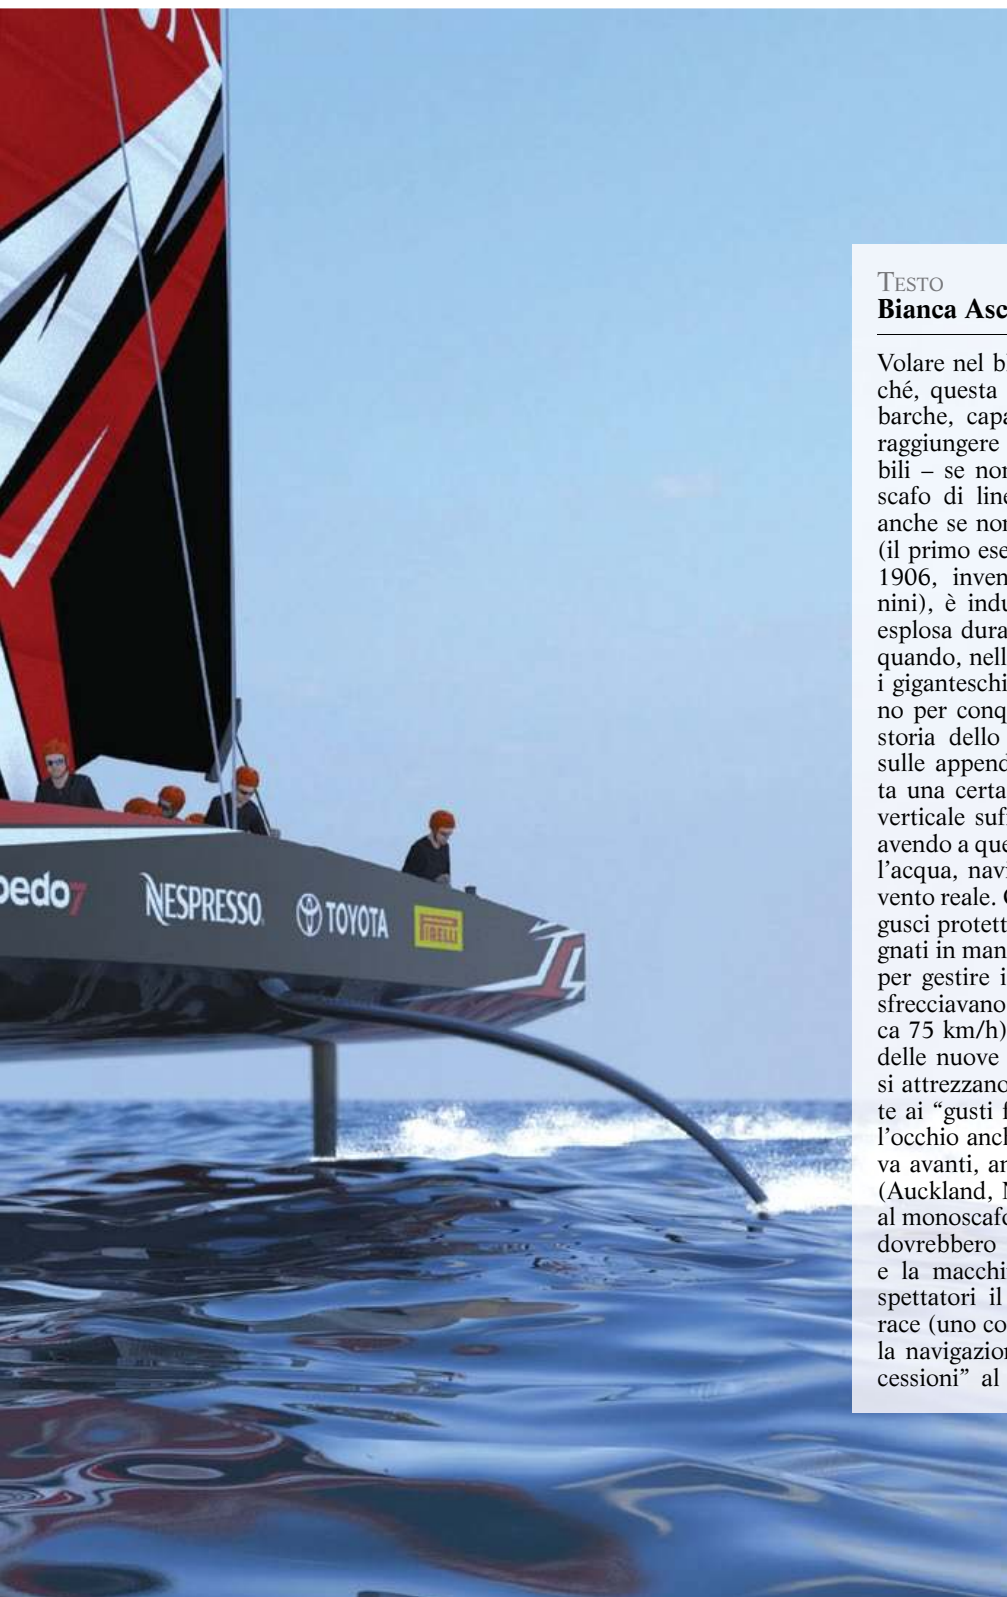 pedo7
NESPRESSO.
TOYOTA
PIRELLI
TESTO
Bianca Asc
Volare nel b
ché, questa
barche, capa
raggiungere
bili – se non
scafo di line
anche se non
(il primo ese
1906, inven
nini), è indu
esplosa dura
quando, nell
i giganteschi
no per conq
storia dello
sulle append
ta una certa
verticale suf
avendo a que
l’acqua, navi
vento reale.
gusci protett
gnati in man
per gestire i
sfrecciavano
ca 75 km/h)
delle nuove
si attrezzano
te ai “gusti f
l’occhio anch
va avanti, an
(Auckland, N
al monoscafo
dovrebbero
e la macchi
spettatori il
race (uno co
la navigazion
cessioni” al